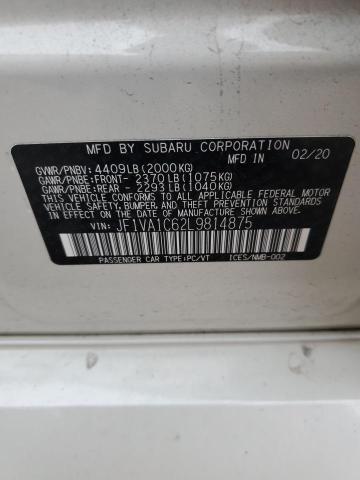 MFD BY SUBARU CORPORATION
MFD IN 02/20
GVWR/PNBV: 4409LB(2000KG)
GAWR/PNBE:FRONT- 2370LB(1075KG)
GAWR/PNBE:REAR - 2293LB(1040KG)
THIS VEHICLE CONFORMS TO ALL APPLICABLE FEDERAL MOTOR
VEHICLE SAFETY, BUMPER, AND THEFT PREVENTION STANDARDS
IN EFFECT ON THE DATE OF MANUFACTURE SHOWN ABOVE.
VIN: JF1VA1C62L9814875
PASSENGER CAR TYPE:PC/VT ICES/NMB-002